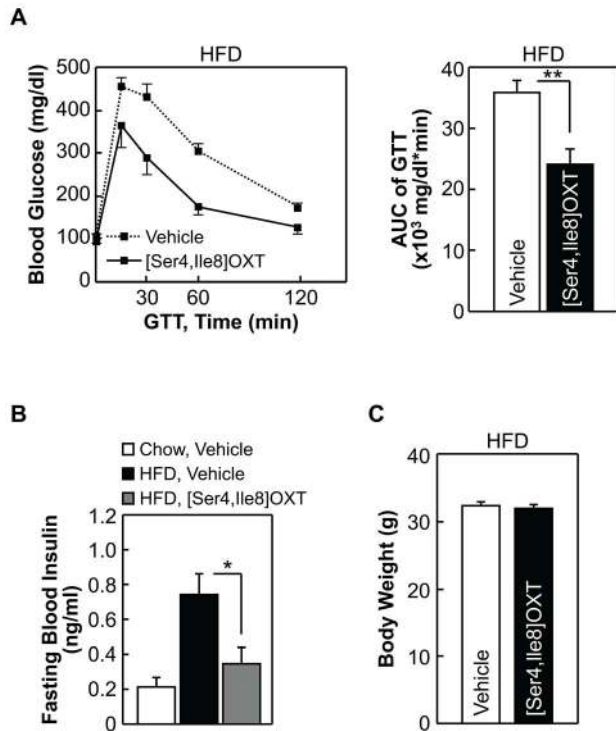 A
HFD
Blood Glucose (mg/dl)
500
400
300
200
100
0
Vehicle
[Ser4,Ile8]OXT
30
60
120
GTT, Time (min)
HFD
AUC of GTT
(x10³ mg/dl*min)
40
30
20
10
0
**
Vehicle
[Ser4,Ile8]OXT
B
Chow, Vehicle
HFD, Vehicle
HFD, [Ser4,Ile8]OXT
Fasting Blood Insulin
(ng/ml)
1.2
0.8
0.6
0.4
0.2
*
C
HFD
Body Weight (g)
40
30
20
10
0
Vehicle
[Ser4,Ile8]OXT